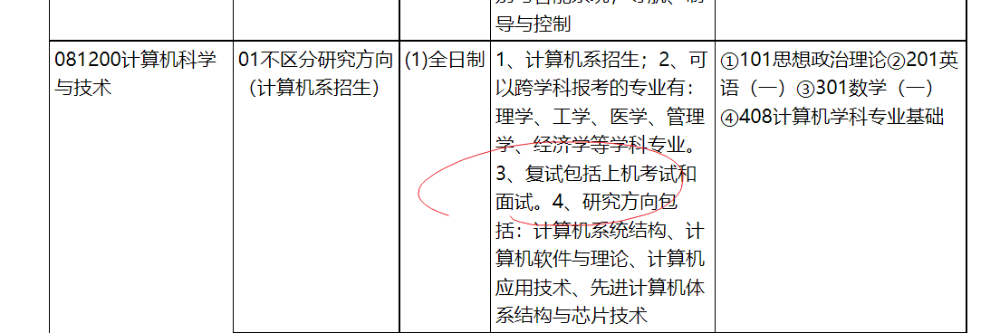 导与控制
081200计算机科学
与技术
01不区分研究方向
（计算机系招生）
(1)全日制
1、计算机系招生；2、可
以跨学科报考的专业有：
理学、工学、医学、管理
学、经济学等学科专业。
3、复试包括上机考试和
面试。4、研究方向包
括：计算机系统结构、计
算机软件与理论、计算机
应用技术、先进计算机体
系结构与芯片技术
①101思想政治理论②201英
语（一）③301数学（一）
④408计算机学科专业基础